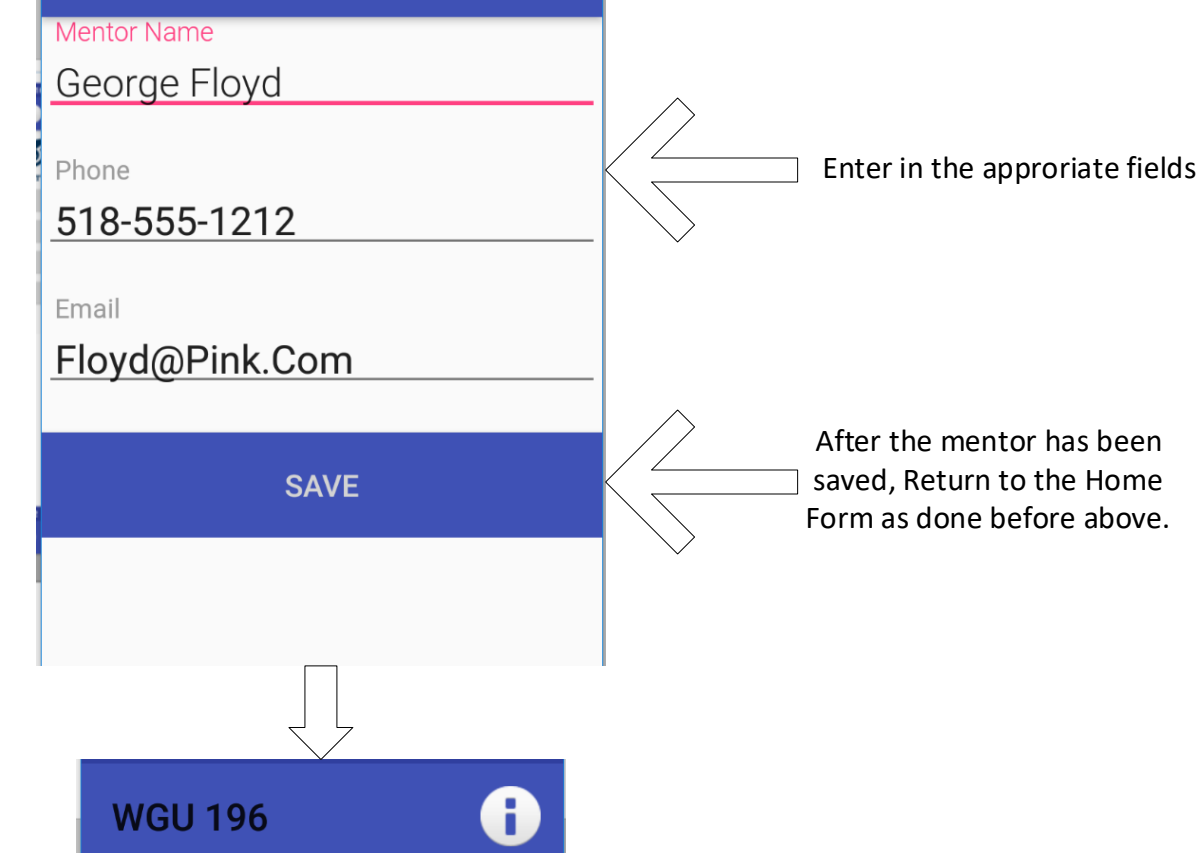 Mentor Name
George Floyd
Phone
518-555-1212
Enter in the approriate fields
Email
Floyd@Pink.Com
SAVE
After the mentor has been
saved, Return to the Home
Form as done before above.
WGU 196